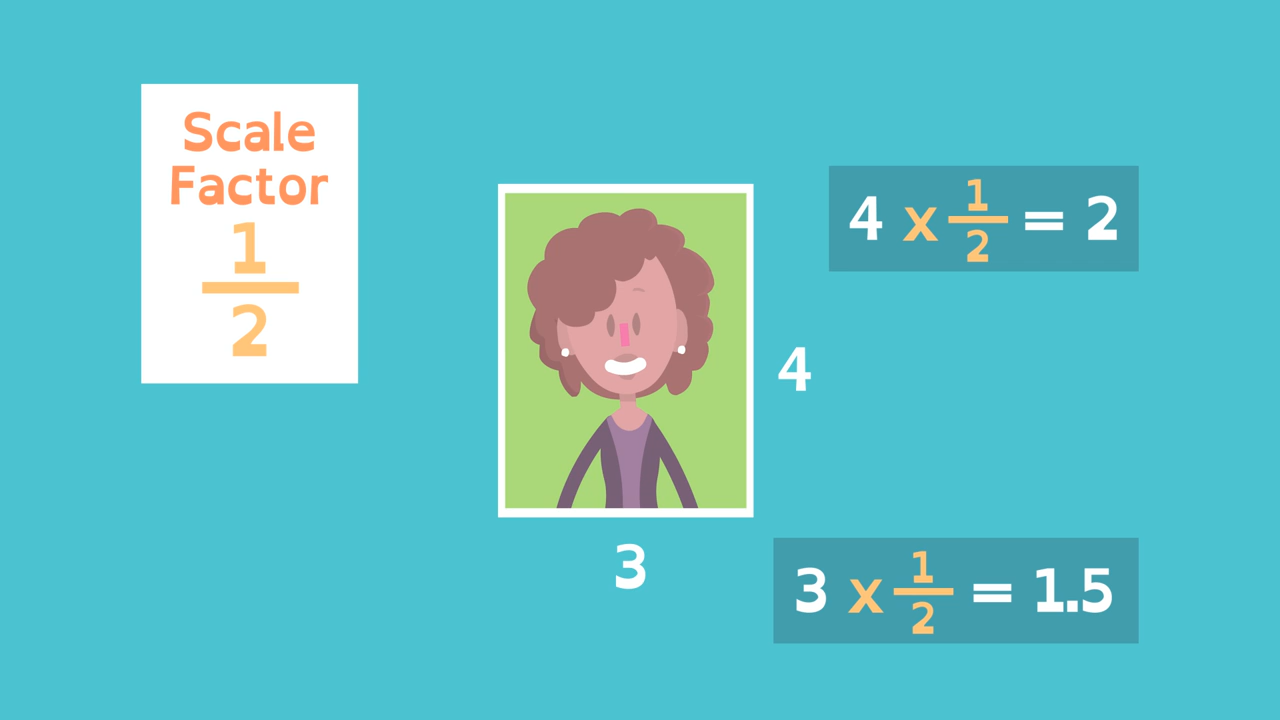 Scale
Factor
1
2
4 x 1/2 = 2
4
3
3 x 1/2 = 1.5